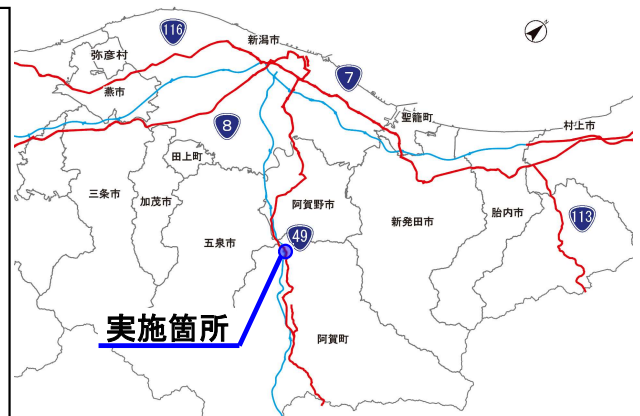 116
新潟市
弥彦村
7
燕市
聖籠町
8
村上市
田上町
三条市
加茂市
阿賀野市
新発田市
胎内市
113
五泉市
49
実施箇所
阿賀町